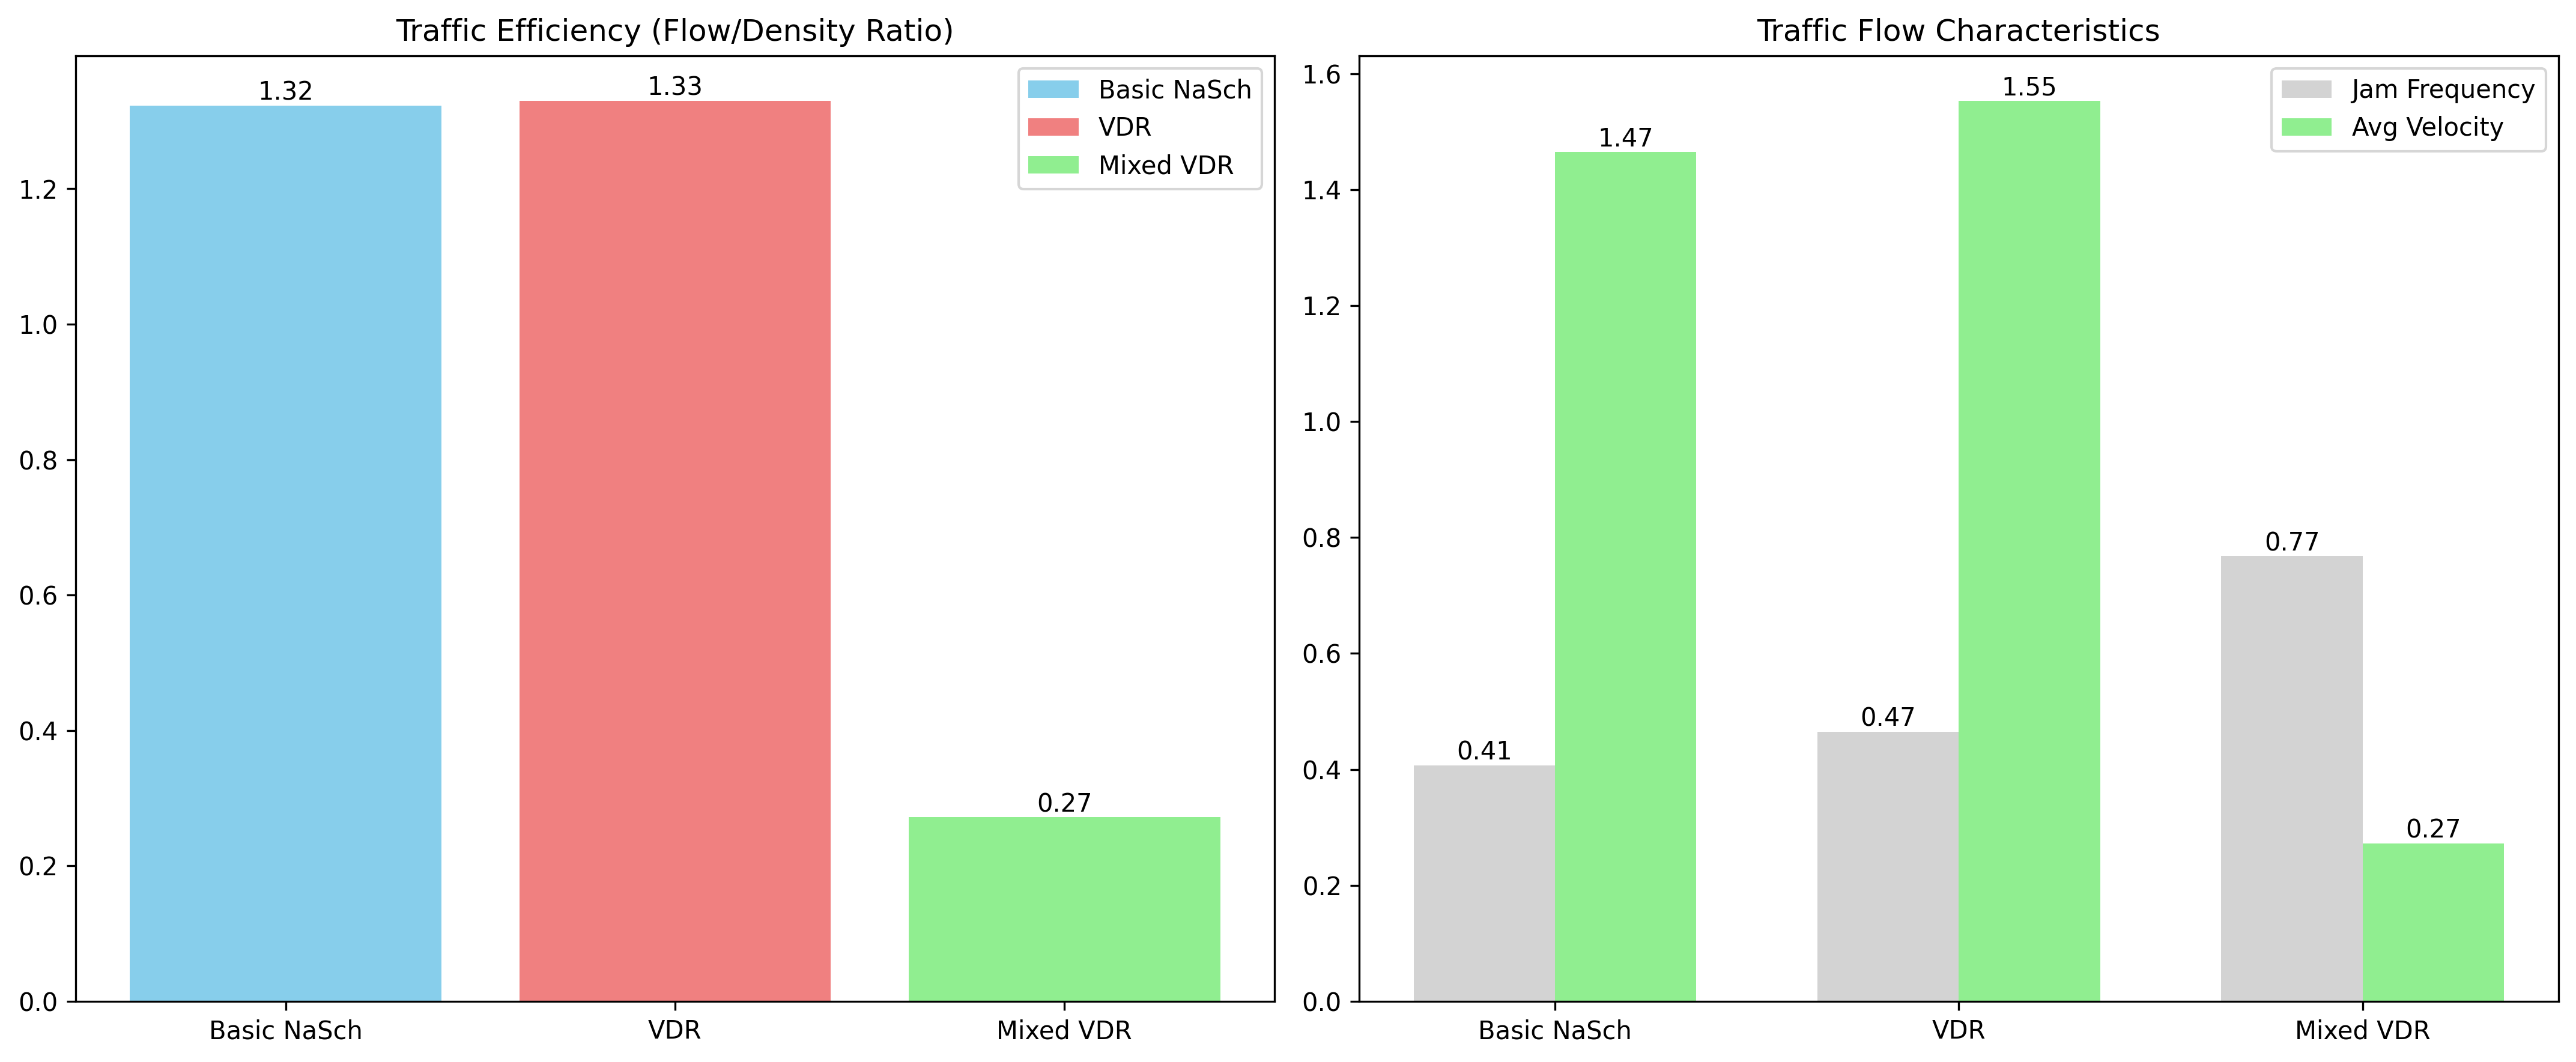 Traffic Efficiency (Flow/Density Ratio)
1.32
1.33
0.27
Basic NaSch
VDR
Mixed VDR
1.2
1.0
0.8
0.6
0.4
0.2
0.0
Basic NaSch
VDR
Mixed VDR
Traffic Flow Characteristics
Jam Frequency
Avg Velocity
1.6
1.4
1.2
1.0
0.8
0.6
0.4
0.2
0.0
0.41
1.47
0.47
1.55
0.77
0.27
Basic NaSch
VDR
Mixed VDR